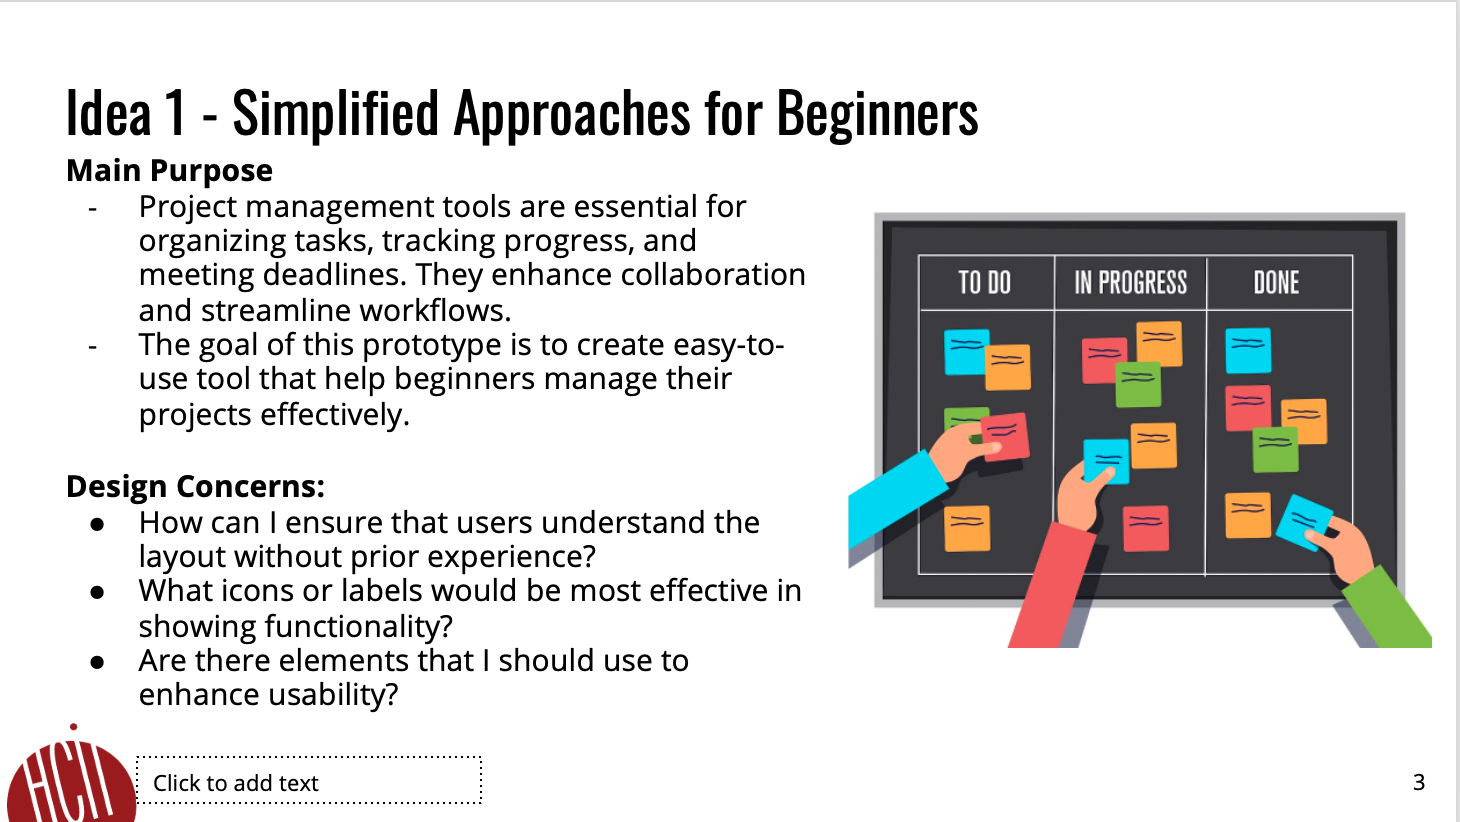 Idea 1 - Simplified Approaches for Beginners
Main Purpose
- Project management tools are essential for
organizing tasks, tracking progress, and
meeting deadlines. They enhance collaboration
and streamline workflows.
- The goal of this prototype is to create easy-to-
use tool that help beginners manage their
projects effectively.
Design Concerns:
● How can I ensure that users understand the
layout without prior experience?
● What icons or labels would be most effective in
showing functionality?
● Are there elements that I should use to
enhance usability?
TO DO
IN PROGRESS
DONE
HCII
Click to add text
3